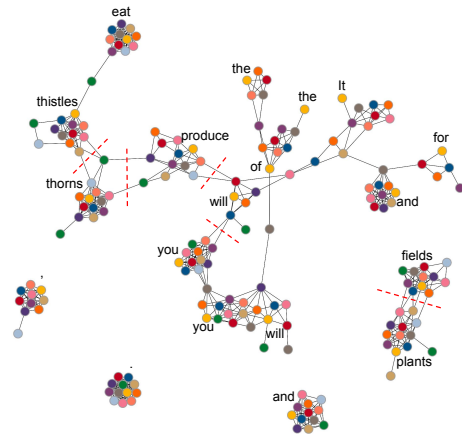 eat
the
thistles
the
It
produce
for
of
thorns
will
and
you
fields
,
you
will
plants
.
and